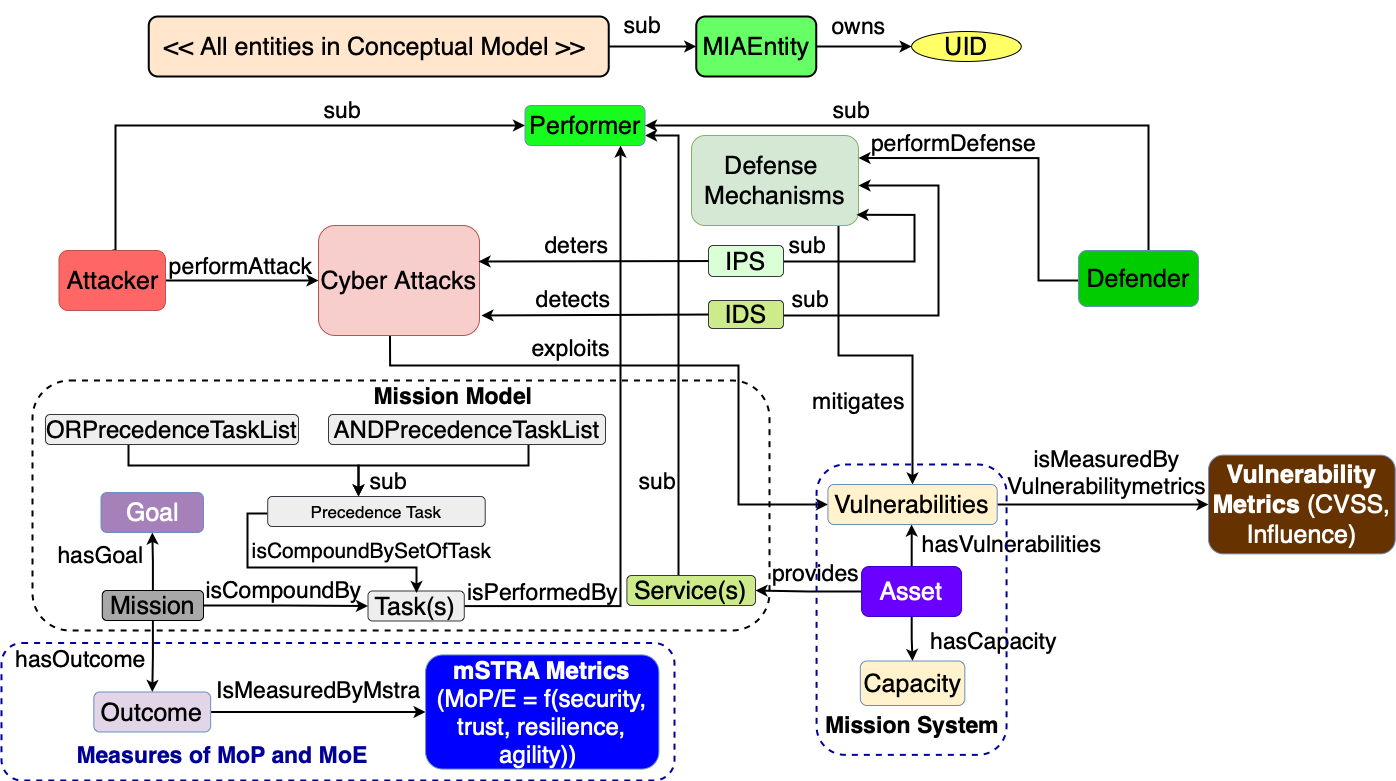 << All entities in Conceptual Model >>
sub
MIAEntity
owns
UID
sub
Performer
sub
performDefense
Defense
Mechanisms
Attacker
performAttack
Cyber Attacks
deters
IPS
sub
detects
IDS
sub
Defender
exploits
mitigates
Mission Model
ORPrecedenceTaskList
ANDPrecedenceTaskList
sub
sub
Goal
Precedence Task
hasGoal
isCompoundBySetOfTask
Mission
isCompoundBy
Task(s)
isPerformedBy
Service(s)
provides
Vulnerabilities
isMeasuredBy
Vulnerabilitymetrics
Vulnerability
Metrics (CVSS,
Influence)
hasVulnerabilities
Asset
hasCapacity
Capacity
Mission System
hasOutcome
Outcome
IsMeasuredByMstra
mSTRA Metrics
(MoP/E = f(security,
trust, resilience,
agility))
Measures of MoP and MoE